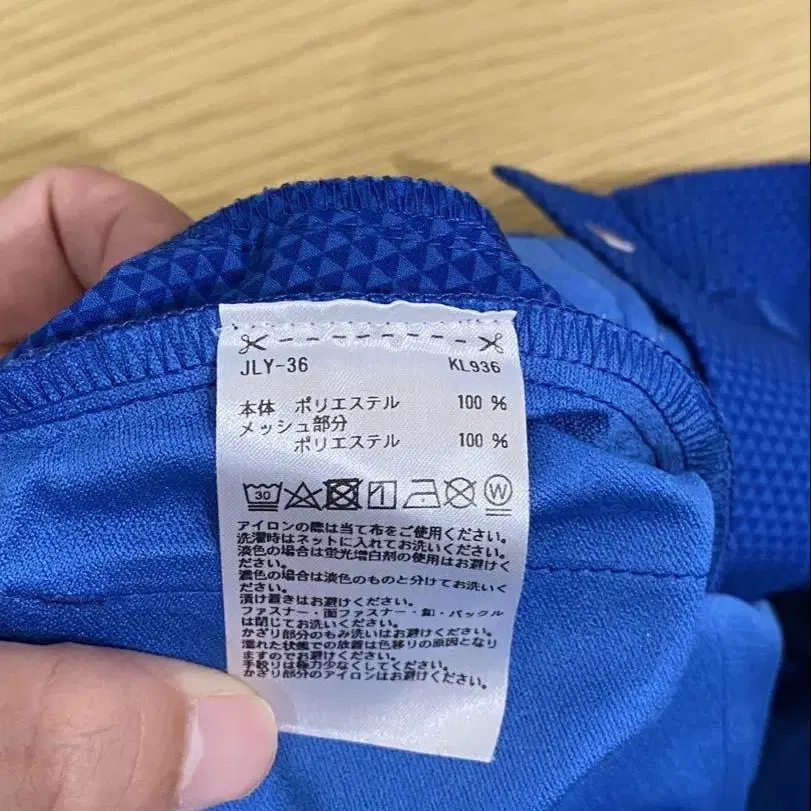 JLY-36 KL936
本体 ポリエステル 100 %
メッシュ部分
ポリエステル 100 %
30 W
アイロンの際は当て布をご使用ください。
洗濯時はネットに入れてお洗いください。
淡色の場合は蛍光増白剤の使用はお避けく
ださい。
濃色の場合は淡色のものと分けてお洗いく
ださい。
漬け置きはお避けください。
ファスナー・面ファスナー・釦・バックル
は閉じてお洗いください。
かざり部分のもみ洗いはお避けください。
濡れた状態での放置は色移りの原因となり
ますのでお避けください。
手絞りは極力少なくしてください。
かざり部分のアイロンはお避けください。